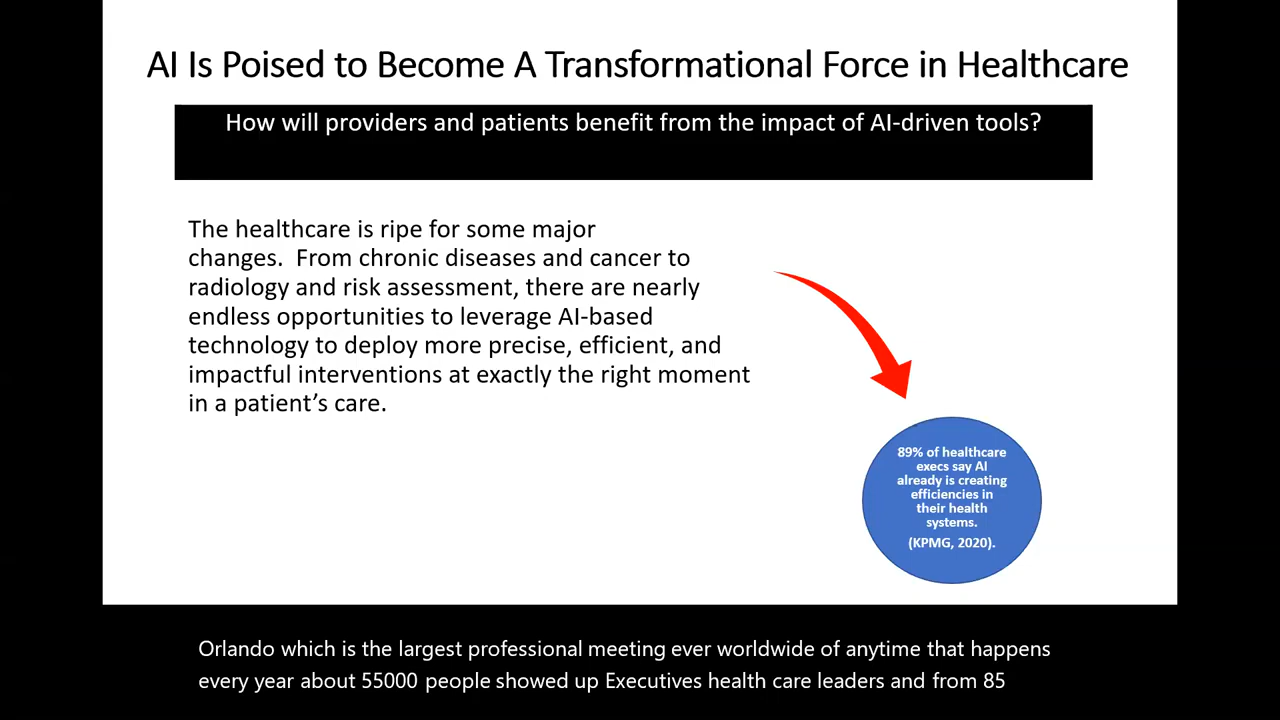 AI Is Poised to Become A Transformational Force in Healthcare
How will providers and patients benefit from the impact of AI-driven tools?
The healthcare is ripe for some major
changes.  From chronic diseases and cancer to
radiology and risk assessment, there are nearly
endless opportunities to leverage AI-based
technology to deploy more precise, efficient, and
impactful interventions at exactly the right moment
in a patient’s care.
89% of healthcare
execs say AI
already is creating
efficiencies in
their health
systems.
(KPMG, 2020).
Orlando which is the largest professional meeting ever worldwide of anytime that happens
every year about 55000 people showed up Executives health care leaders and from 85